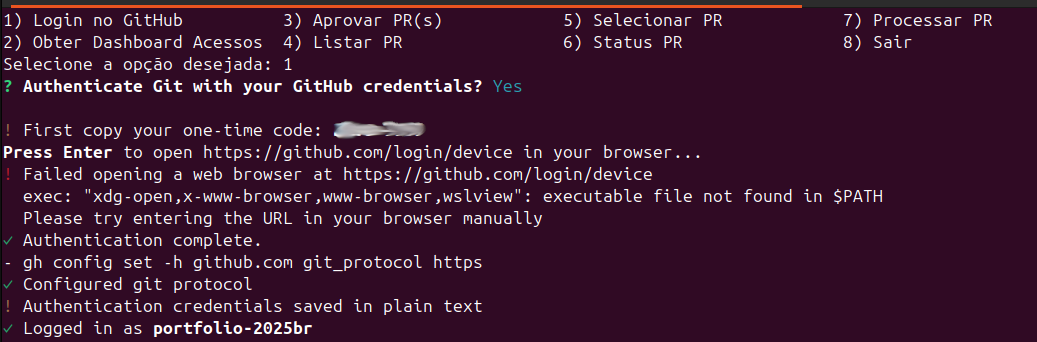 1) Login no GitHub 3) Aprovar PR(s) 5) Selecionar PR 7) Processar PR
2) Obter Dashboard Acessos 4) Listar PR 6) Status PR 8) Sair
Selecione a opção desejada: 1
? Authenticate Git with your GitHub credentials? Yes
! First copy your one-time code:
Press Enter to open https://github.com/login/device in your browser...
! Failed opening a web browser at https://github.com/login/device
exec: "xdg-open,x-www-browser,www-browser,wslview": executable file not found in $PATH
Please try entering the URL in your browser manually
✓ Authentication complete.
- gh config set -h github.com git_protocol https
✓ Configured git protocol
! Authentication credentials saved in plain text
✓ Logged in as portfolio-2025br